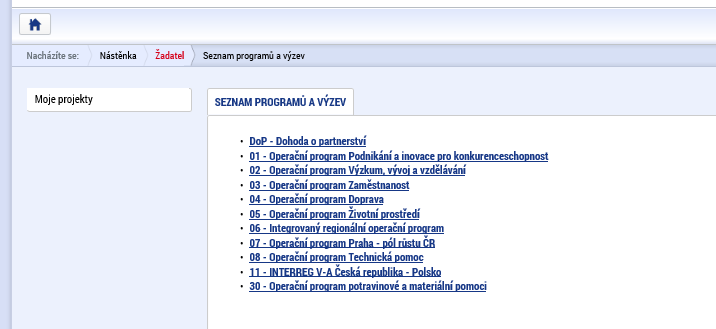 Nacházíte se: Nástěnka Žadatel Seznam programů a výzev
Moje projekty
SEZNAM PROGRAMŮ A VÝZEV
DoP - Dohoda o partnerství
01 - Operační program Podnikání a inovace pro konkurenceschopnost
02 - Operační program Výzkum, vývoj a vzdělávání
03 - Operační program Zaměstnanost
04 - Operační program Doprava
05 - Operační program Životní prostředí
06 - Integrovaný regionální operační program
07 - Operační program Praha - pól růstu ČR
08 - Operační program Technická pomoc
11 - INTERREG V-A Česká republika - Polsko
30 - Operační program potravinové a materiální pomoci